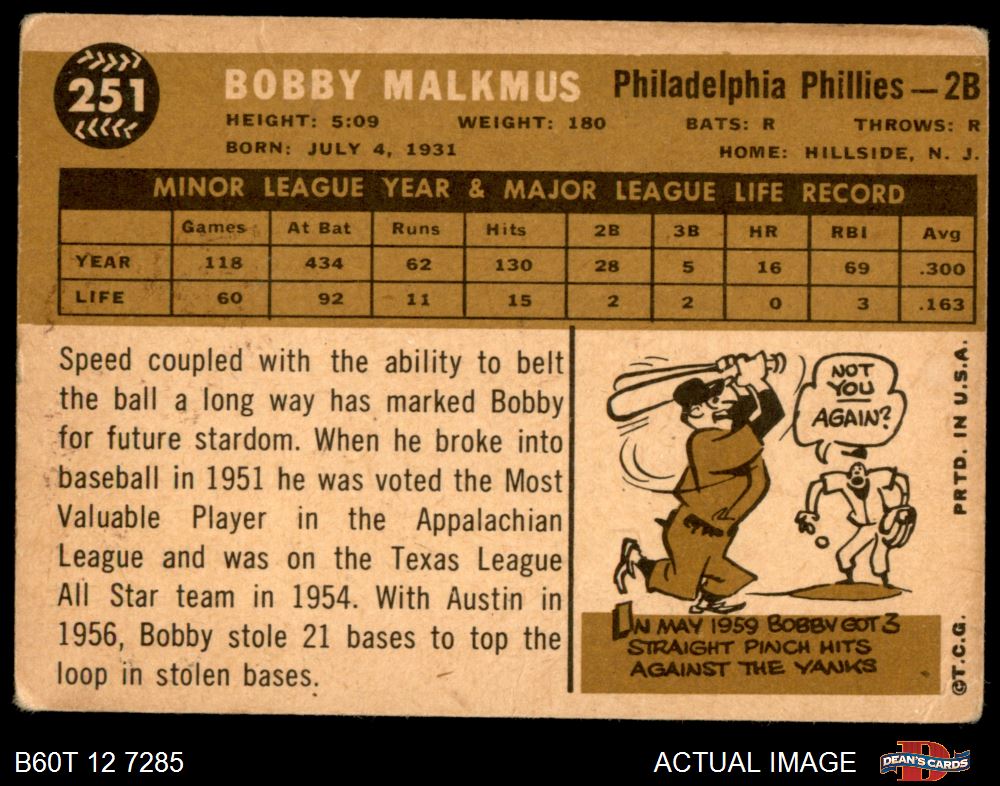 251
BOBBY MALKMUS Philadelphia Phillies — 2B
HEIGHT: 5:09 WEIGHT: 180 BATS: R THROWS: R
BORN: JULY 4, 1931 HOME: HILLSIDE, N. J.
MINOR LEAGUE YEAR & MAJOR LEAGUE LIFE RECORD
Games At Bat Runs Hits 2B 3B HR RBI Avg
YEAR 118 434 62 130 28 5 16 69 .300
LIFE 60 92 11 15 2 2 0 3 .163
Speed coupled with the ability to belt
the ball a long way has marked Bobby
for future stardom. When he broke into
baseball in 1951 he was voted the Most
Valuable Player in the Appalachian
League and was on the Texas League
All Star team in 1954. With Austin in
1956, Bobby stole 21 bases to top the
loop in stolen bases.
NOT
YOU
AGAIN?
IN MAY 1959 BOBBY GOT 3
STRAIGHT PINCH HITS
AGAINST THE YANKS
©T.C.G. PRTD. IN U.S.A.
B60T 12 7285 ACTUAL IMAGE
D
DEAN'S CARDS